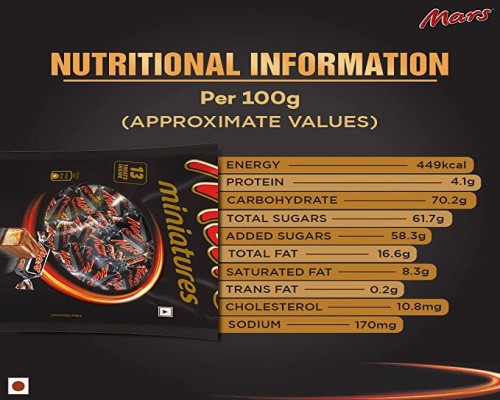 Mars
NUTRITIONAL INFORMATION
Per 100g
(APPROXIMATE VALUES)
ENERGY 449kcal
PROTEIN 4.1g
CARBOHYDRATE 70.2g
TOTAL SUGARS 61.7g
ADDED SUGARS 58.3g
TOTAL FAT 16.6g
SATURATED FAT 8.3g
TRANS FAT 0.2g
CHOLESTEROL 10.8mg
SODIUM 170mg
13
miniatures